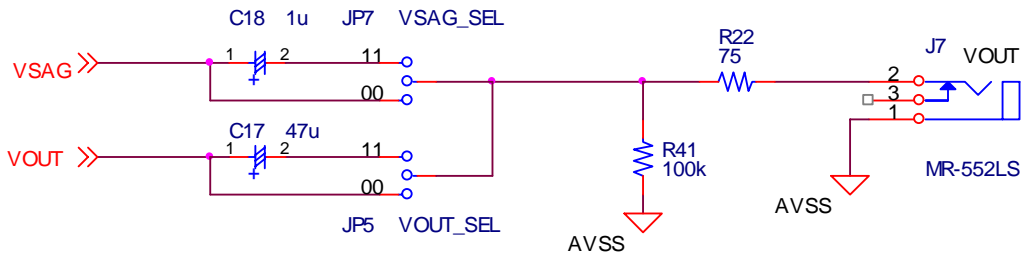 C18 1u JP7 VSAG_SEL
1 2 11
VSAG
00
R22
75
J7
VOUT
2
3
1
C17 47u
1 2 11
VOUT
00
JP5 VOUT_SEL
R41
100k
AVSS
AVSS
MR-552LS